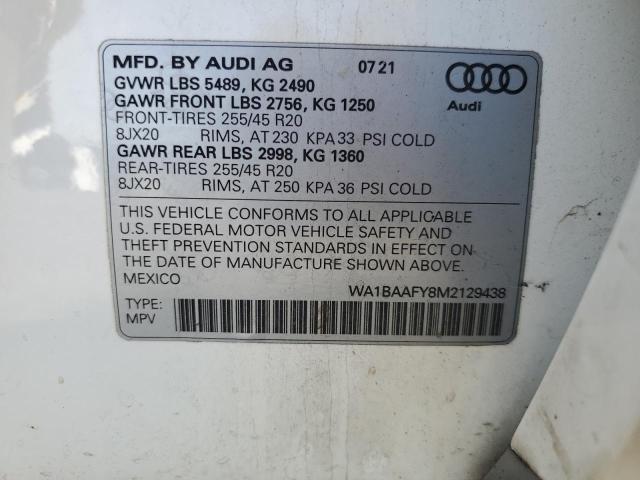 MFD. BY AUDI AG 07 21
GVWR LBS 5489, KG 2490
GAWR FRONT LBS 2756, KG 1250
FRONT-TIRES 255/45 R20
8JX20 RIMS, AT 230 KPA 33 PSI COLD
GAWR REAR LBS 2998, KG 1360
REAR-TIRES 255/45 R20
8JX20 RIMS, AT 250 KPA 36 PSI COLD
Audi
THIS VEHICLE CONFORMS TO ALL APPLICABLE
U.S. FEDERAL MOTOR VEHICLE SAFETY AND
THEFT PREVENTION STANDARDS IN EFFECT ON
THE DATE OF MANUFACTURE SHOWN ABOVE.
MEXICO WA1BAAFY8M2129438
TYPE:
MPV